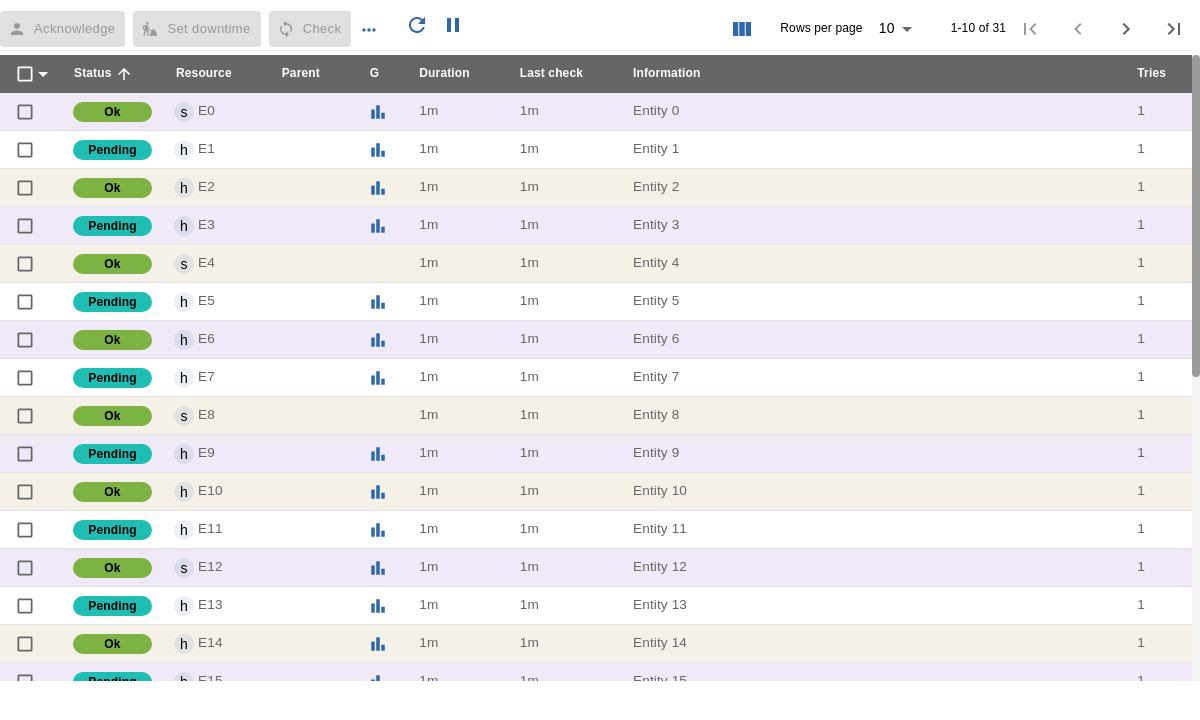 Acknowledge Set downtime Check Rows per page 10 1-10 of 31
Status Resource Parent G Duration Last check Information Tries
Ok s E0 1m 1m Entity 0 1
Pending h E1 1m 1m Entity 1 1
Ok h E2 1m 1m Entity 2 1
Pending h E3 1m 1m Entity 3 1
Ok s E4 1m 1m Entity 4 1
Pending h E5 1m 1m Entity 5 1
Ok h E6 1m 1m Entity 6 1
Pending h E7 1m 1m Entity 7 1
Ok s E8 1m 1m Entity 8 1
Pending h E9 1m 1m Entity 9 1
Ok h E10 1m 1m Entity 10 1
Pending h E11 1m 1m Entity 11 1
Ok s E12 1m 1m Entity 12 1
Pending h E13 1m 1m Entity 13 1
Ok h E14 1m 1m Entity 14 1
Pending h E15 1m 1m Entity 15 1